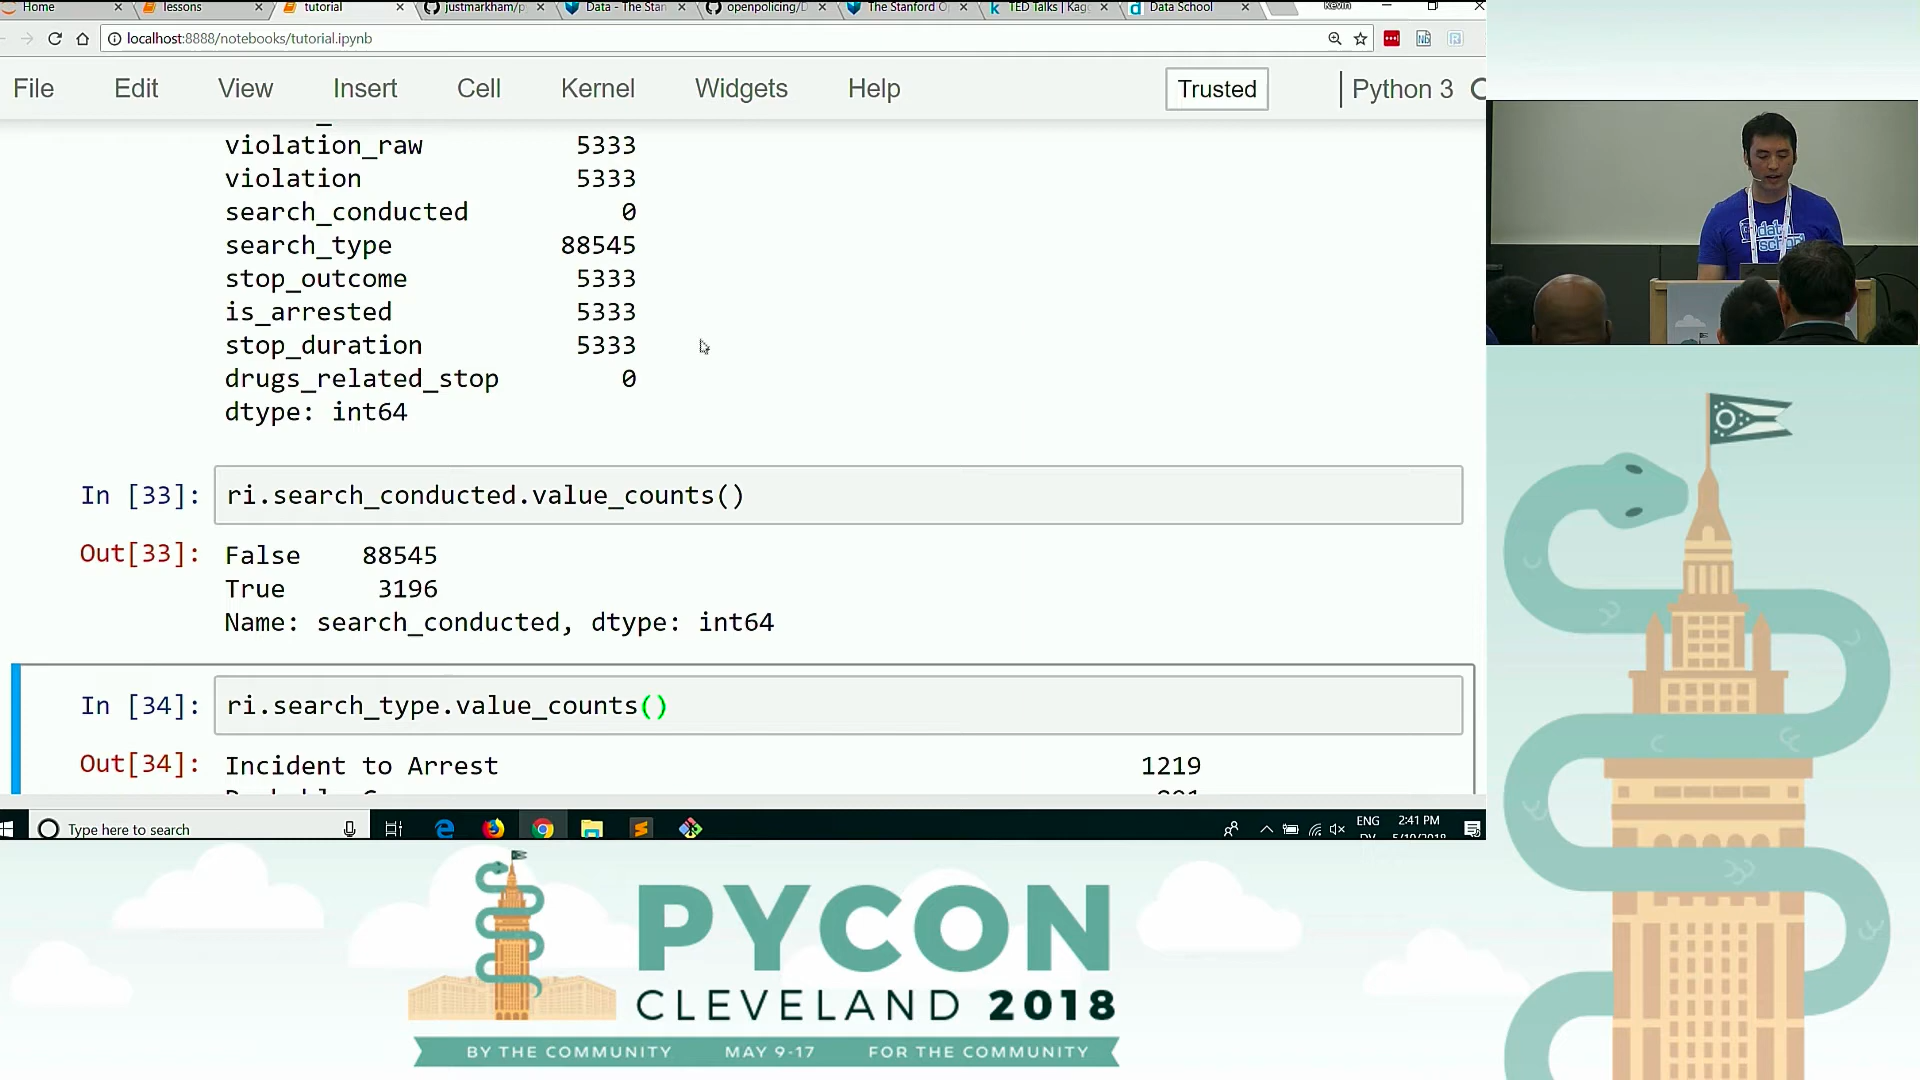 Home
lessons
tutorial
justmarkham/p
Data - The Stan
openpolicing/D
The Stanford O
TED Talks | Kag
Data School
Kevin
localhost:8888/notebooks/tutorial.ipynb
File Edit View Insert Cell Kernel Widgets Help Trusted Python 3
violation_raw 5333
violation 5333
search_conducted 0
search_type 88545
stop_outcome 5333
is_arrested 5333
stop_duration 5333
drugs_related_stop 0
dtype: int64
In [33]: ri.search_conducted.value_counts()
Out[33]: False 88545
True 3196
Name: search_conducted, dtype: int64
In [34]: ri.search_type.value_counts()
Out[34]: Incident to Arrest 1219
Type here to search
ENG 2:41 PM
data
school
PYCON
CLEVELAND 2018
BY THE COMMUNITY MAY 9-17 FOR THE COMMUNITY